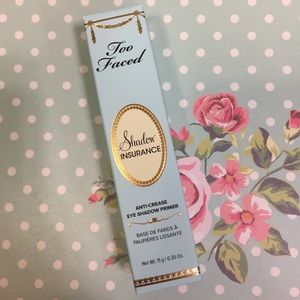 Too
Faced
Shadow
INSURANCE
ANTI-CREASE
EYE SHADOW PRIMER
BASE DE FARDS À
PAUPIÈRES LISSANTE
Net Wt. 11g / 0.35 Oz.